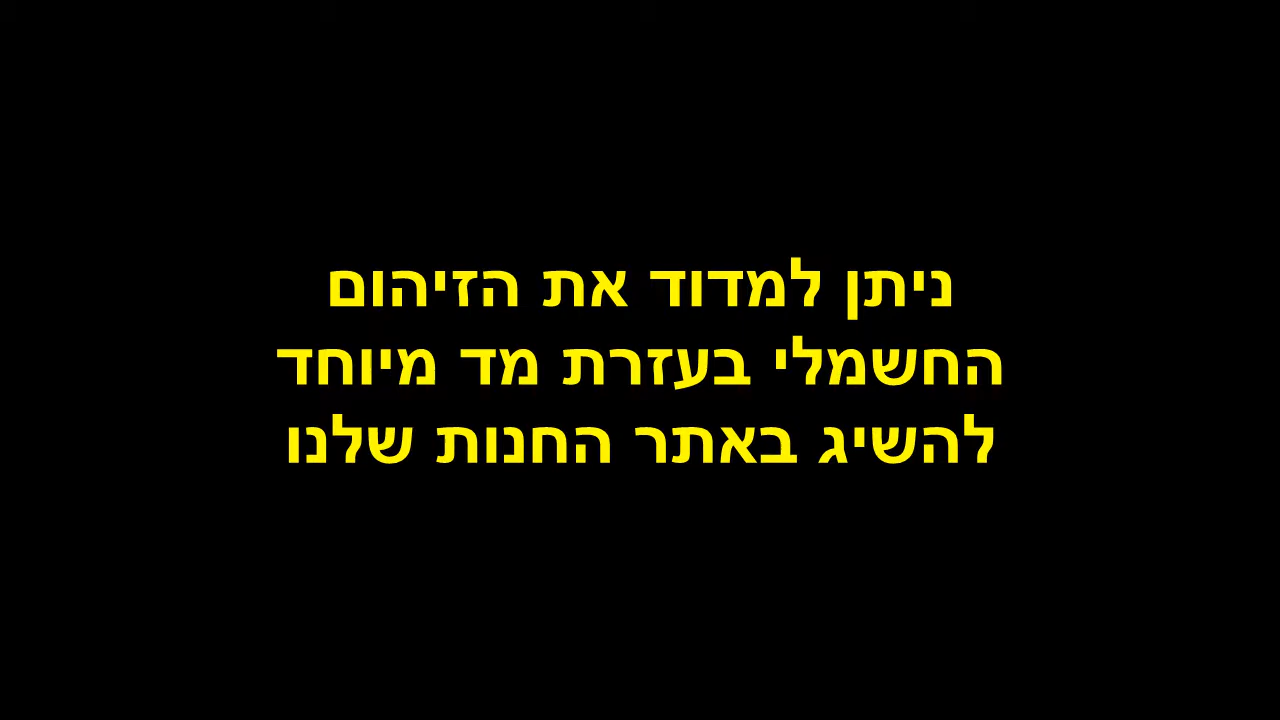 ניתן למדוד את הזיהום
החשמלי בעזרת מד מיוחד
להשיג באתר החנות שלנו